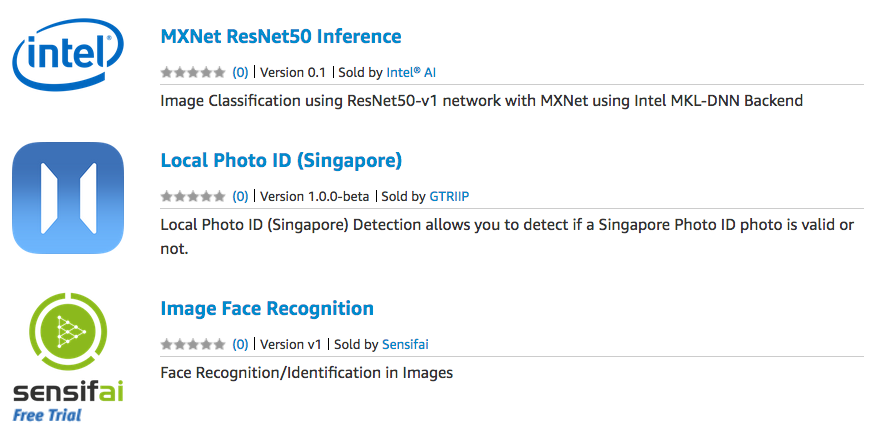 intel®
MXNet ResNet50 Inference
(0) Version 0.1 Sold by Intel® AI
Image Classification using ResNet50-v1 network with MXNet using Intel MKL-DNN Backend
Local Photo ID (Singapore)
(0) Version 1.0.0-beta Sold by GTRIIP
Local Photo ID (Singapore) Detection allows you to detect if a Singapore Photo ID photo is valid or
not.
sensifai
Free Trial
Image Face Recognition
(0) Version v1 Sold by Sensifai
Face Recognition/Identification in Images